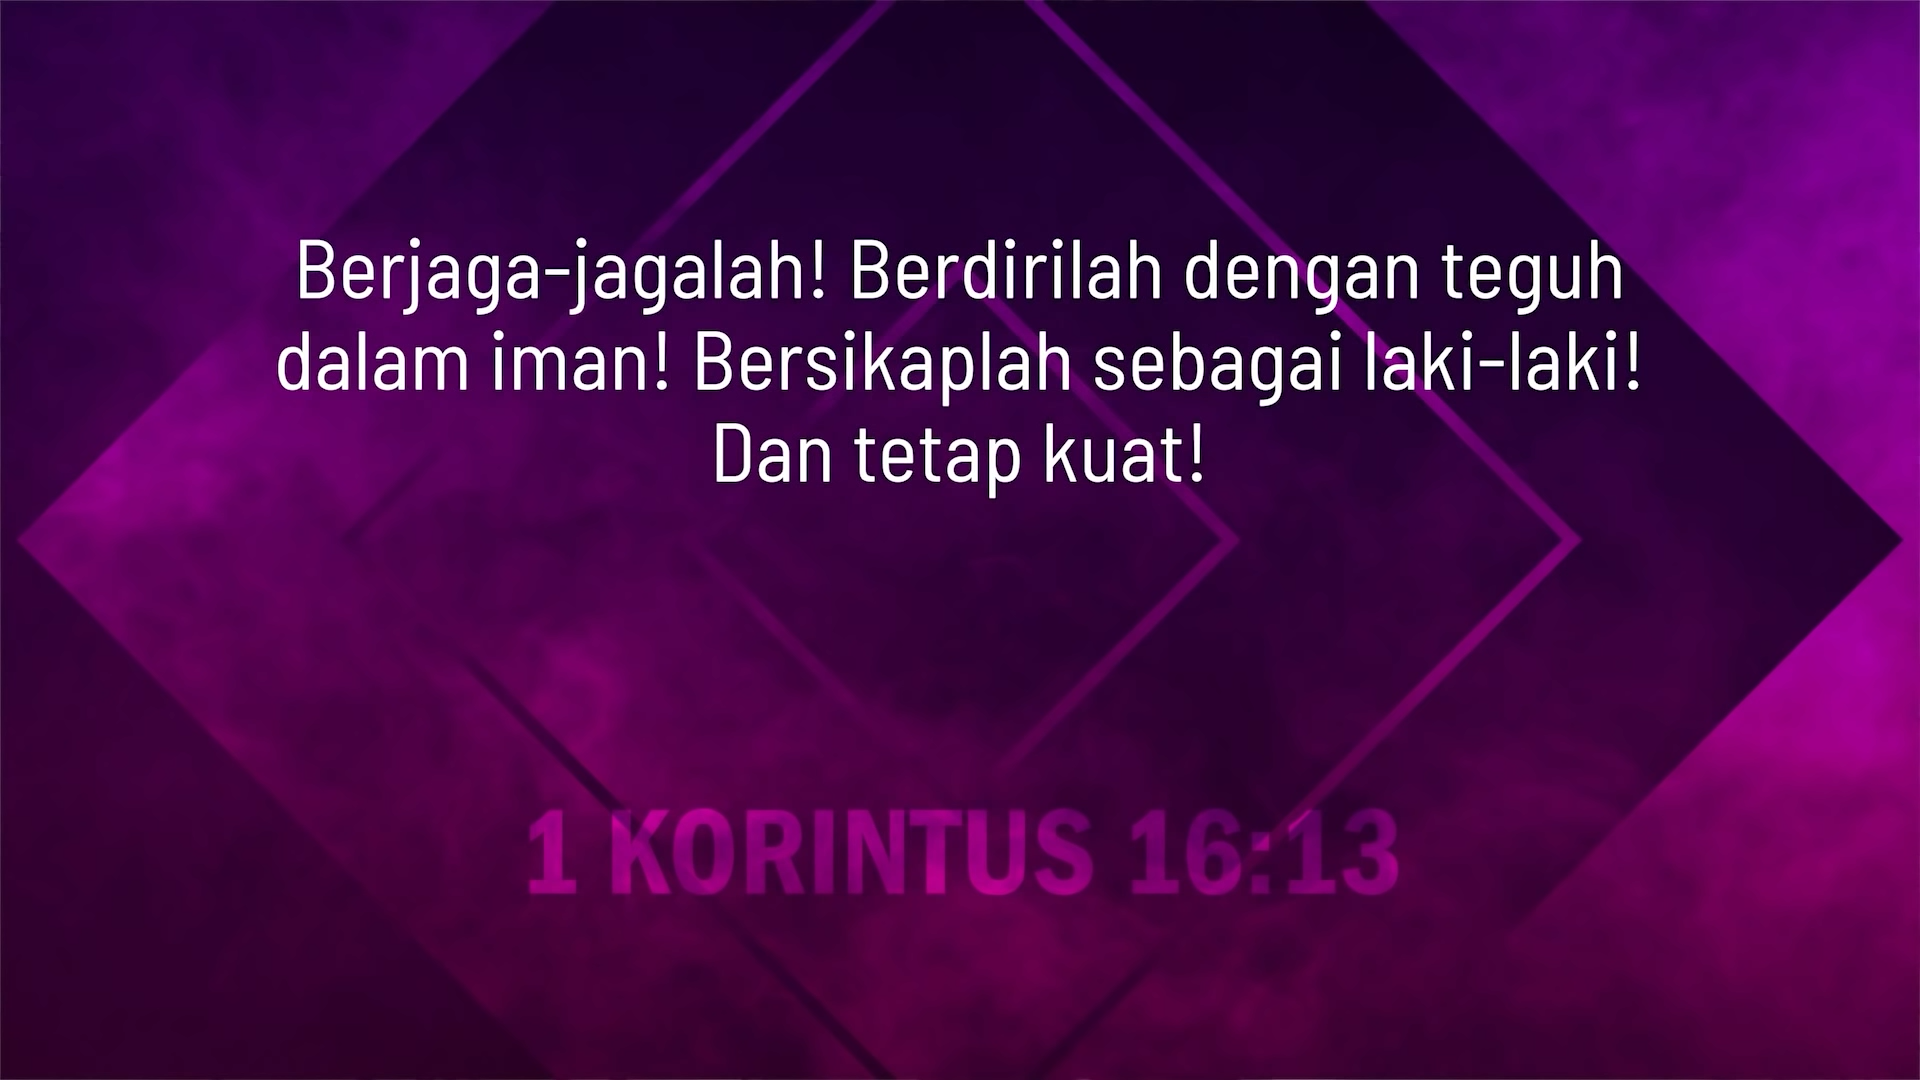 Berjaga-jagalah! Berdirilah dengan teguh
dalam iman! Bersikaplah sebagai laki-laki!
Dan tetap kuat!
1 KORINTUS 16:13